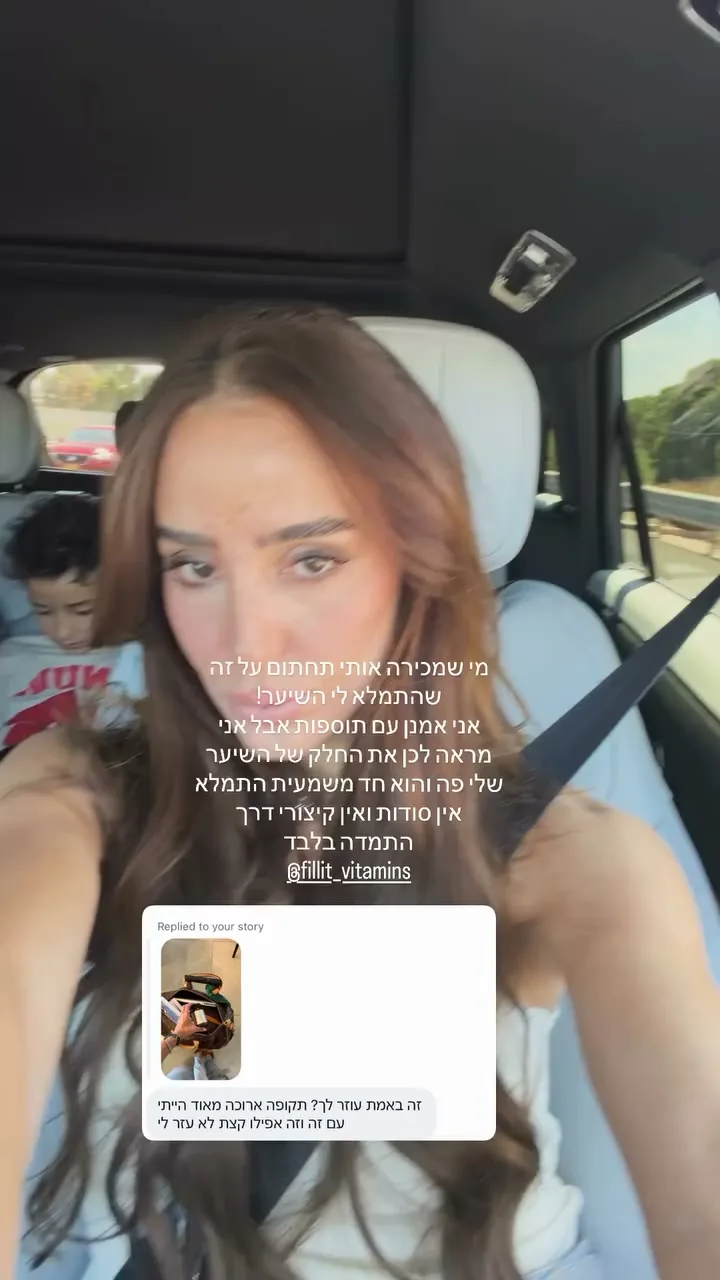 מי שמכירה אותי תחתום על זה
שהתמלא לי השיער!
אני אמנן עם תוספות אבל אני
מראה לכן את החלק של השיער
שלי פה והוא חד משמעית התמלא
אין סודות ואין קיצורי דרך
התמדה בלבד
@fillit_vitamins
Replied to your story
זה באמת עוזר לך? תקופה ארוכה מאוד הייתי
עם זה וזה אפילו קצת לא עזר לי